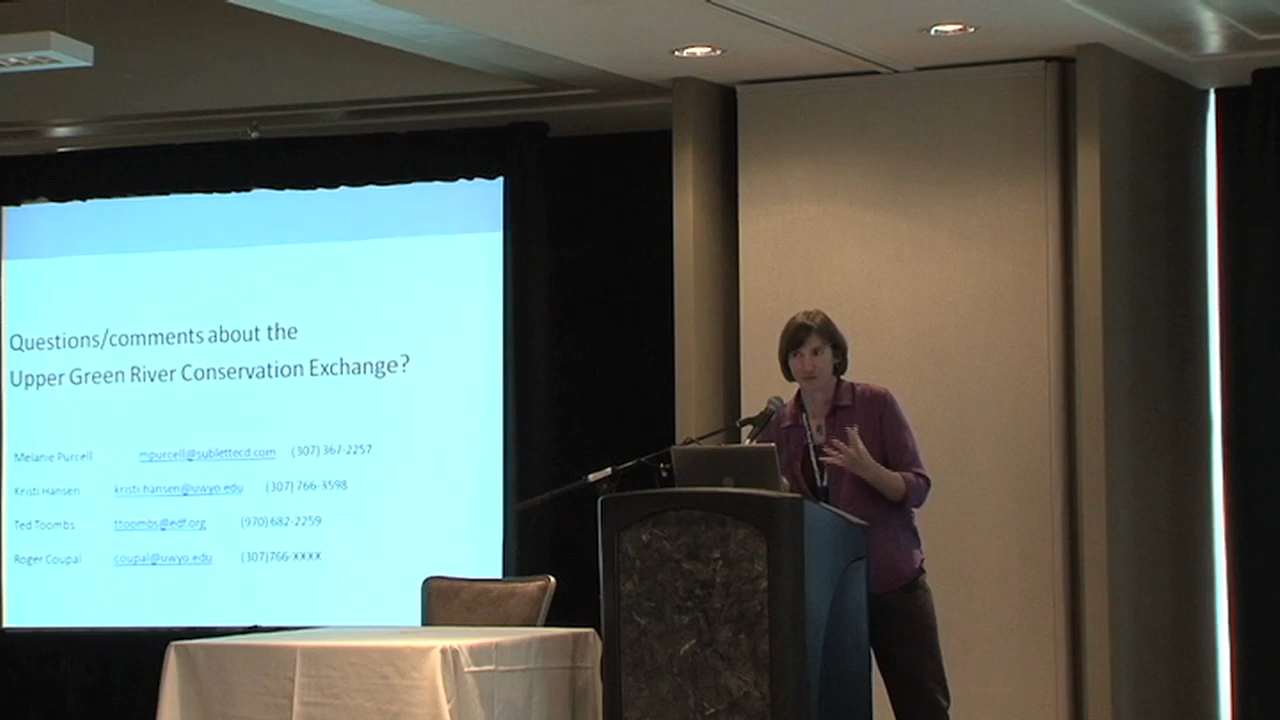 Questions/comments about the
Upper Green River Conservation Exchange?
Melanie Purcell mpurcell@sublettecd.com (307) 367-2257
Kristi Hansen kristi.hansen@uwyo.edu (307) 766-3598
Ted Toombs ttoombs@edf.org (970) 682-2259
Roger Coupal coupal@uwyo.edu (307)766-XXXX